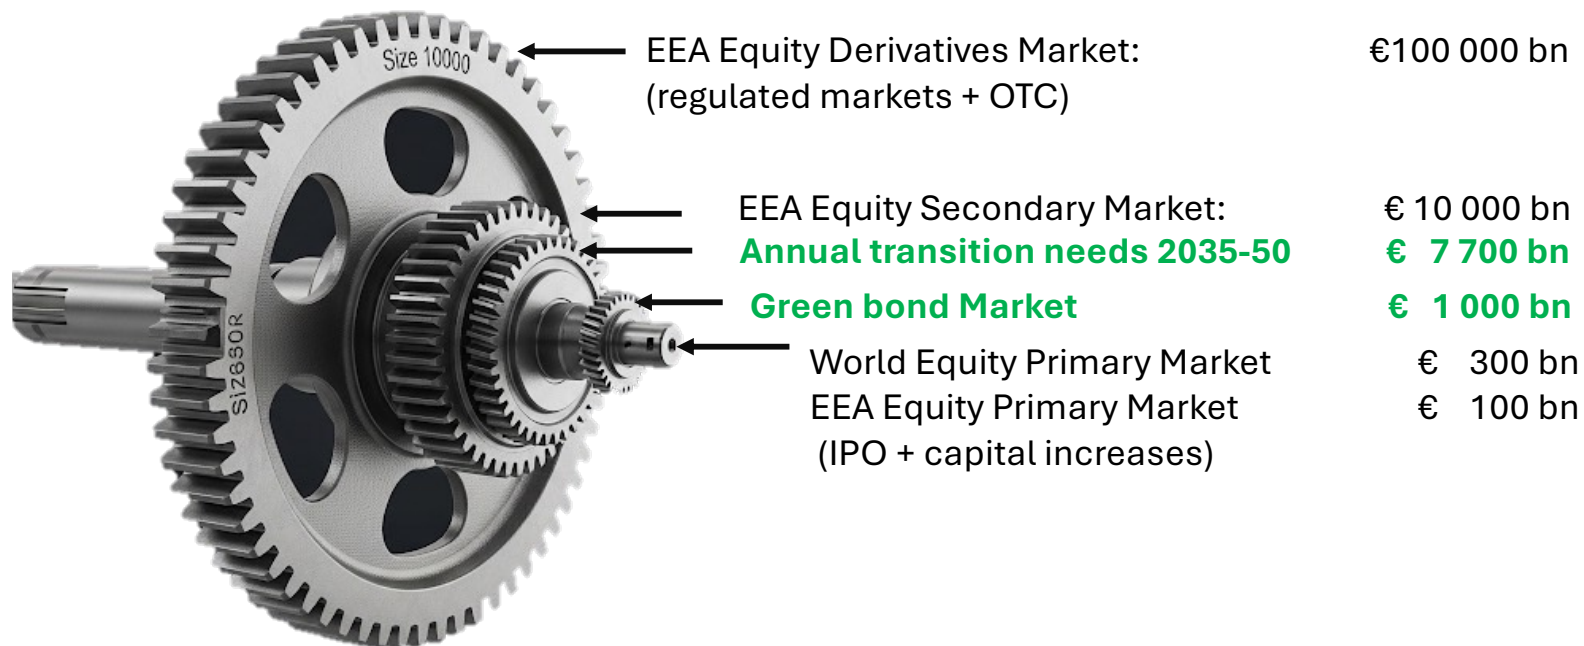 Size 10000
EEA Equity Derivatives Market: €100 000 bn
(regulated markets + OTC)
EEA Equity Secondary Market: € 10 000 bn
Annual transition needs 2035-50 € 7 700 bn
Green bond Market € 1 000 bn
World Equity Primary Market € 300 bn
EEA Equity Primary Market € 100 bn
(IPO + capital increases)